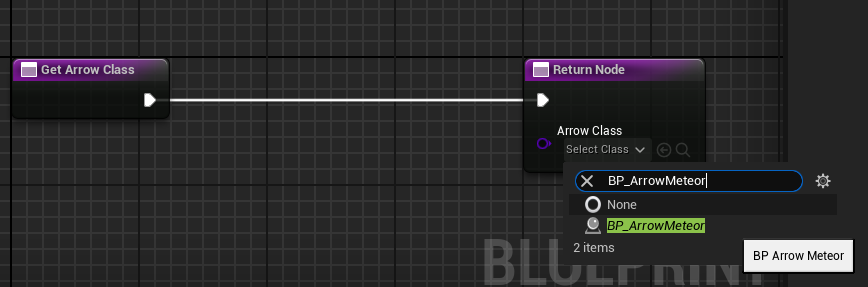 Get Arrow Class
Return Node
Arrow Class
Select Class
BP_ArrowMeteor
None
BP_ArrowMeteor
2 items
BP Arrow Meteor
BLUEPRINT